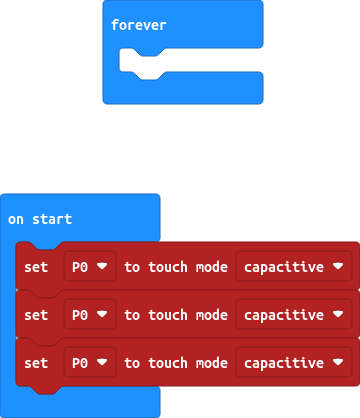 forever
on start
set P0 to touch mode capacitive
set P0 to touch mode capacitive
set P0 to touch mode capacitive